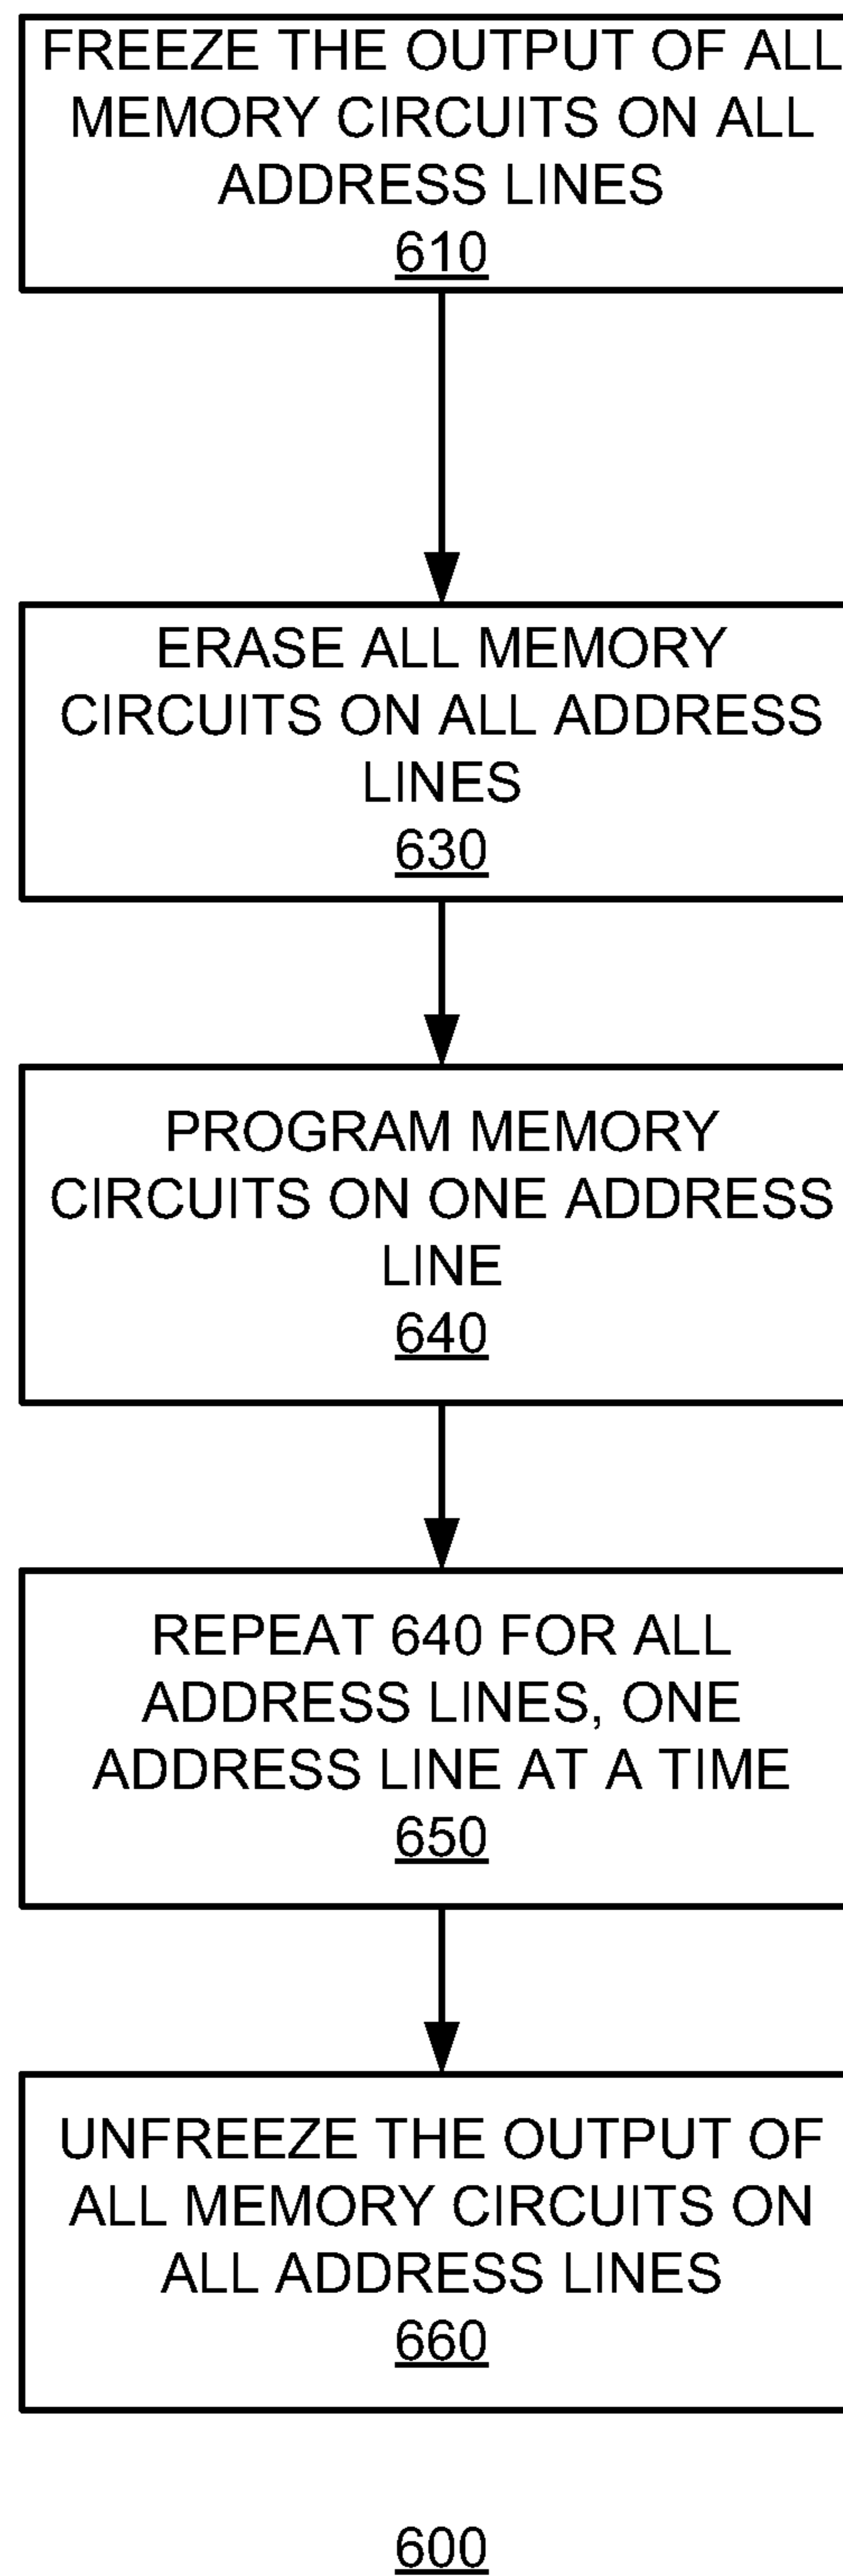 FREEZE THE OUTPUT OF ALL
MEMORY CIRCUITS ON ALL
ADDRESS LINES
610
ERASE ALL MEMORY
CIRCUITS ON ALL ADDRESS
LINES
630
PROGRAM MEMORY
CIRCUITS ON ONE ADDRESS
LINE
640
REPEAT 640 FOR ALL
ADDRESS LINES, ONE
ADDRESS LINE AT A TIME
650
UNFREEZE THE OUTPUT OF
ALL MEMORY CIRCUITS ON
ALL ADDRESS LINES
660
600